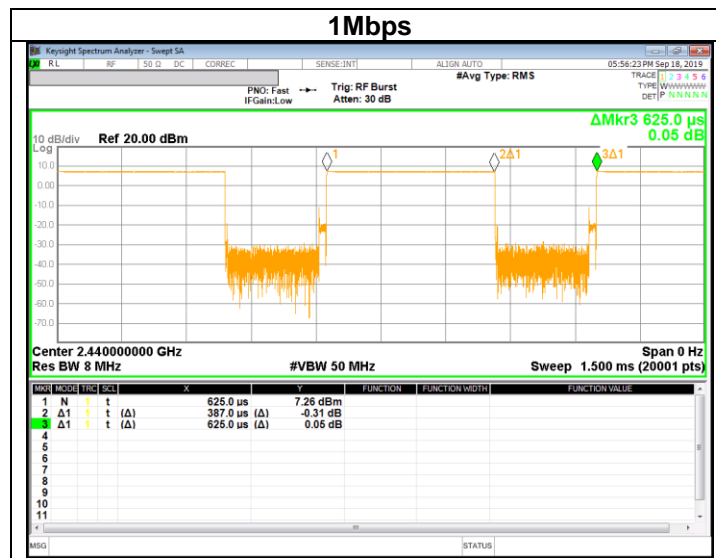 1Mbps
Keysight Spectrum Analyzer - Swept SA
RL RF 50 Ω DC CORREC SENSE:INT ALIGN AUTO 05:56:23 PM Sep 18, 2019
#Avg Type: RMS
TRACE 1 2 3 4 5 6
PNO: Fast Trig: RF Burst
TYPE WWWWWWW
IFGain:Low Atten: 30 dB
DET P N N N N N
ΔMkr3 625.0 µs
0.05 dB
10 dB/div Ref 20.00 dBm
Log
1 2Δ1 3Δ1
10.0
0.00
-10.0
-20.0
-30.0
-40.0
-50.0
-60.0
-70.0
Center 2.440000000 GHz Span 0 Hz
Res BW 8 MHz #VBW 50 MHz Sweep 1.500 ms (20001 pts)
MKR MODE TRC SCL X Y FUNCTION FUNCTION WIDTH FUNCTION VALUE
1 N 1 t 625.0 µs 7.26 dBm
2 Δ1 1 t (Δ) 387.0 µs (Δ) -0.31 dB
3 Δ1 1 t (Δ) 625.0 µs (Δ) 0.05 dB
4
5
6
7
8
9
10
11
MSG STATUS